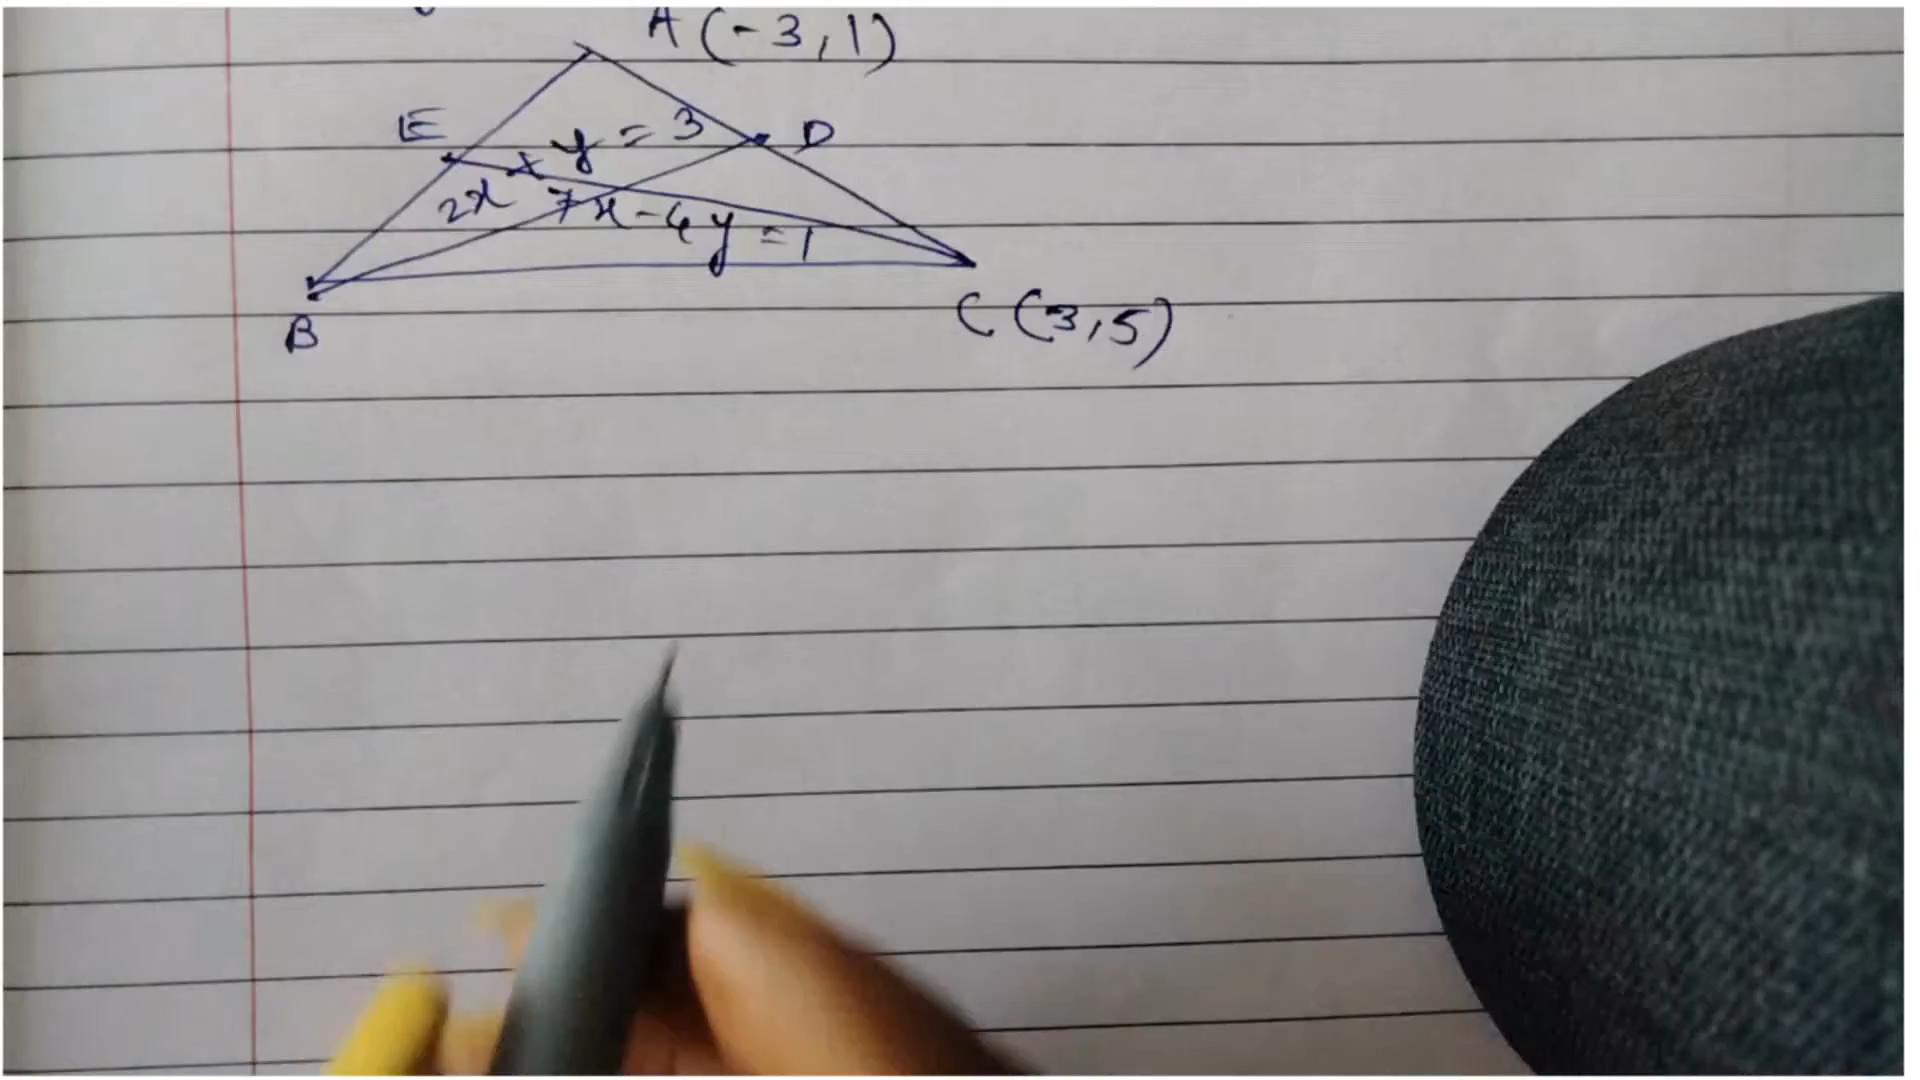 A (-3, 1)
E
2x + y = 3
D
7x - 4y = 1
B
C (3, 5)